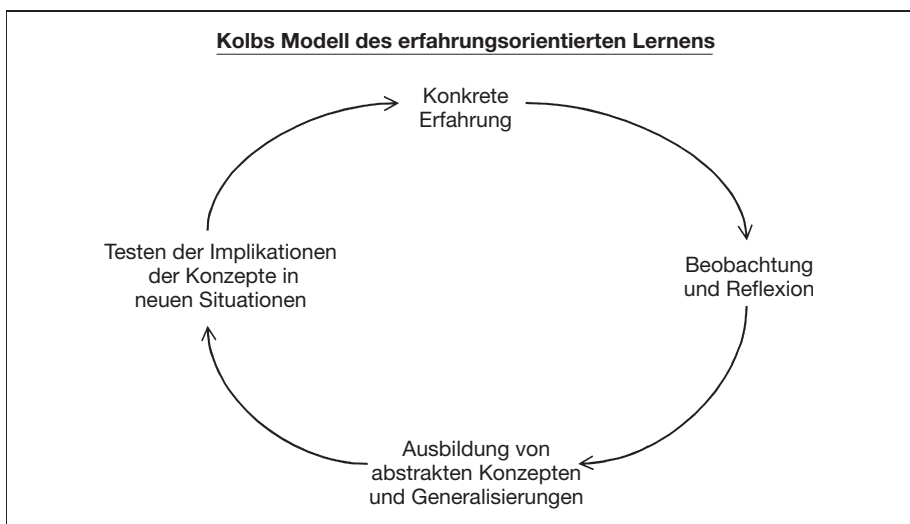 Kolbs Modell des erfahrungsorientierten Lernens
Konkrete
Erfahrung
Beobachtung
und Reflexion
Ausbildung von
abstrakten Konzepten
und Generalisierungen
Testen der Implikationen
der Konzepte in
neuen Situationen